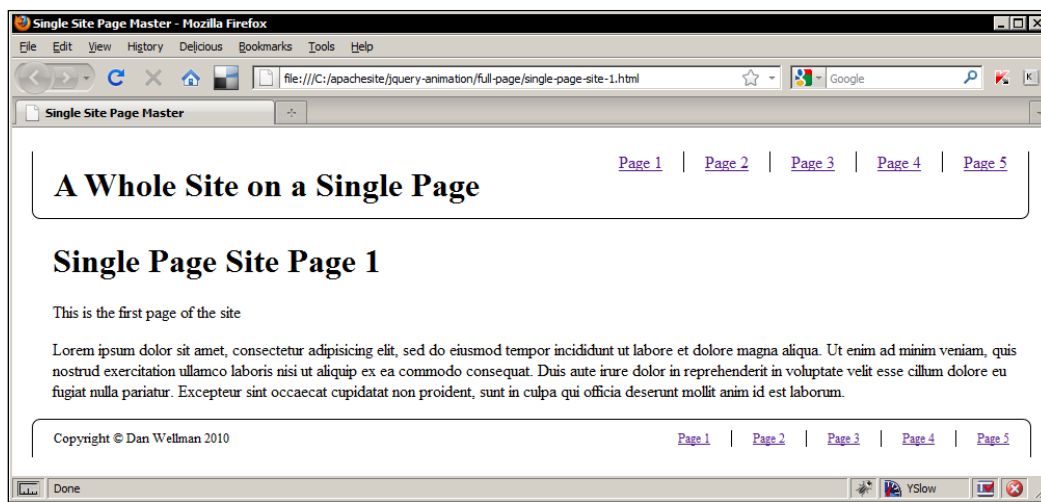 Single Site Page Master - Mozilla Firefox
File Edit View History Delicious Bookmarks Tools Help
file:///C:/apachesite/jquery-animation/full-page/single-page-site-1.html Google K
Single Site Page Master
Page 1 Page 2 Page 3 Page 4 Page 5
A Whole Site on a Single Page
Single Page Site Page 1
This is the first page of the site
Lorem ipsum dolor sit amet, consectetur adipisicing elit, sed do eiusmod tempor incididunt ut labore et dolore magna aliqua. Ut enim ad minim veniam, quis
nostrud exercitation ullamco laboris nisi ut aliquip ex ea commodo consequat. Duis aute irure dolor in reprehenderit in voluptate velit esse cillum dolore eu
fugiat nulla pariatur. Excepteur sint occaecat cupidatat non proident, sunt in culpa qui officia deserunt mollit anim id est laborum.
Copyright © Dan Wellman 2010 Page 1 Page 2 Page 3 Page 4 Page 5
Done YSlow